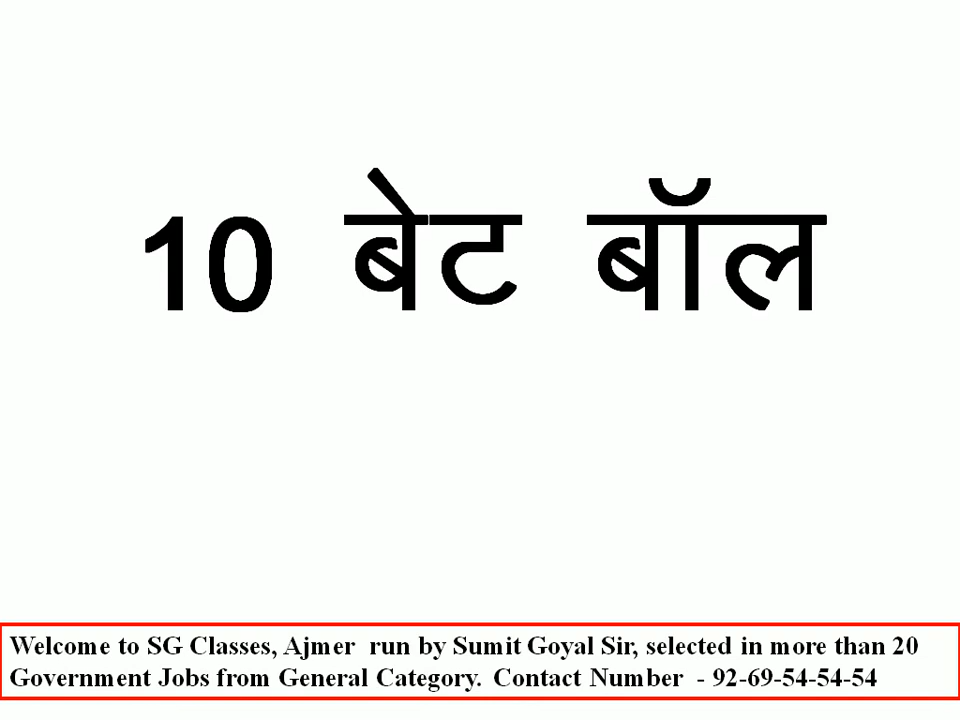 10 बेट बॉल
Welcome to SG Classes, Ajmer run by Sumit Goyal Sir, selected in more than 20
Government Jobs from General Category. Contact Number - 92-69-54-54-54